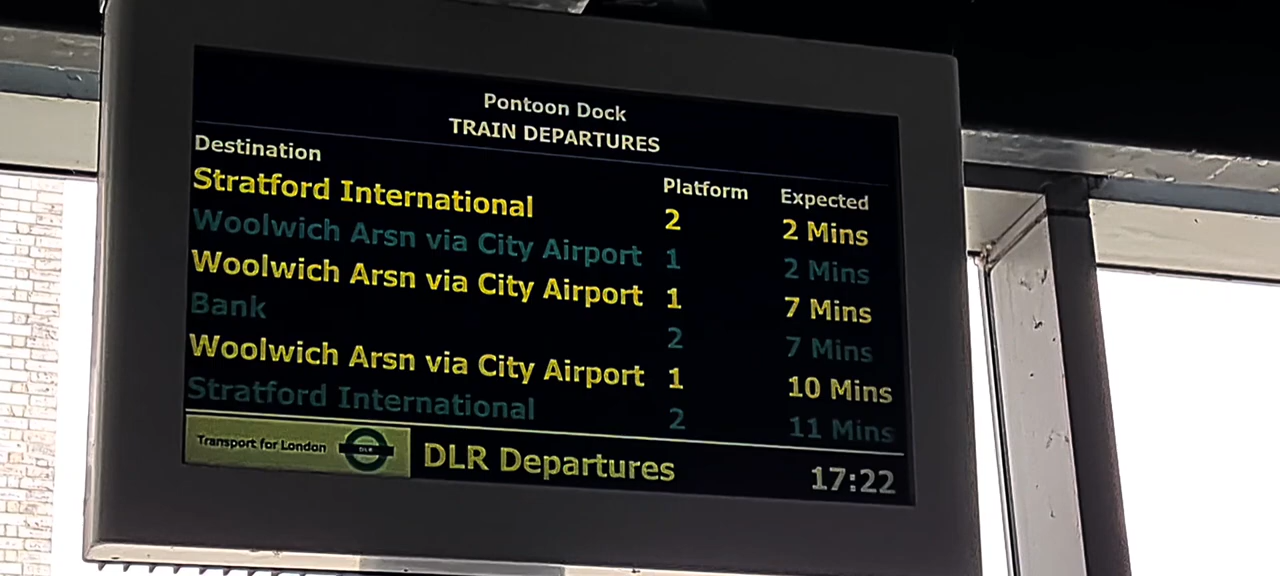 Pontoon Dock
TRAIN DEPARTURES
Destination Platform Expected
Stratford International 2 2 Mins
Woolwich Arsn via City Airport 1 2 Mins
Woolwich Arsn via City Airport 1 7 Mins
Bank 2 7 Mins
Woolwich Arsn via City Airport 1 10 Mins
Stratford International 2 11 Mins
Transport for London DLR DLR Departures 17:22